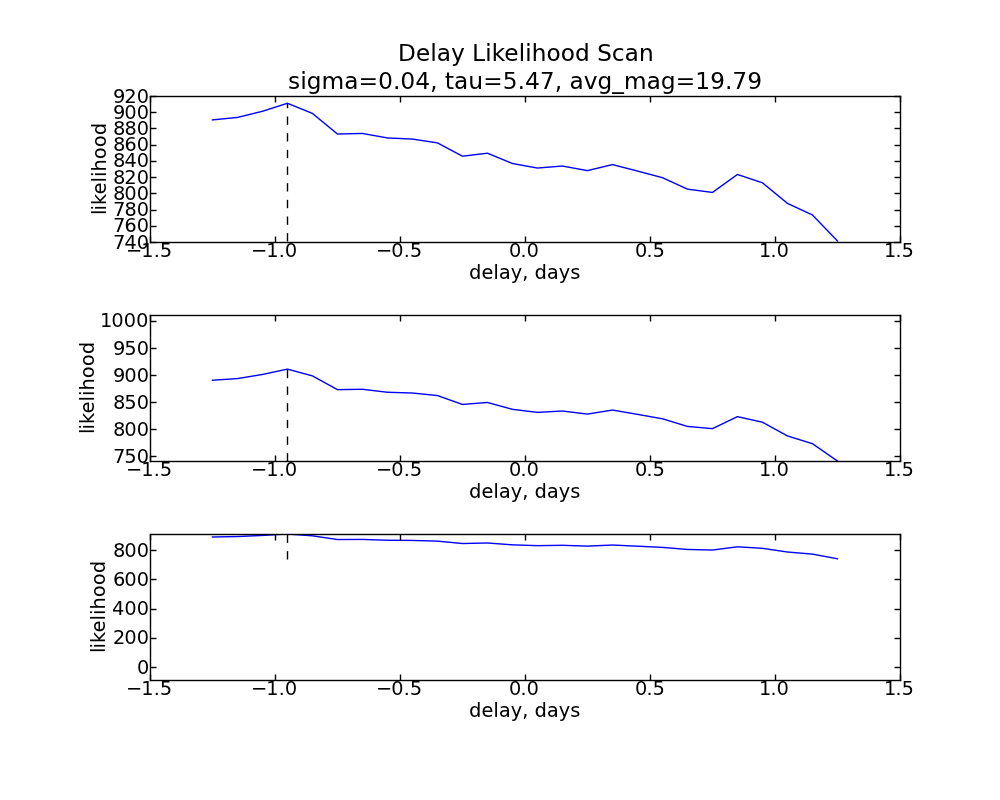 Delay Likelihood Scan
sigma=0.04, tau=5.47, avg_mag=19.79
920
900
880
860
840
820
800
780
760
740
likelihood
−1.5 −1.0 −0.5 0.0 0.5 1.0 1.5
delay, days
1000
950
900
850
800
750
likelihood
−1.5 −1.0 −0.5 0.0 0.5 1.0 1.5
delay, days
800
600
400
200
0
likelihood
−1.5 −1.0 −0.5 0.0 0.5 1.0 1.5
delay, days